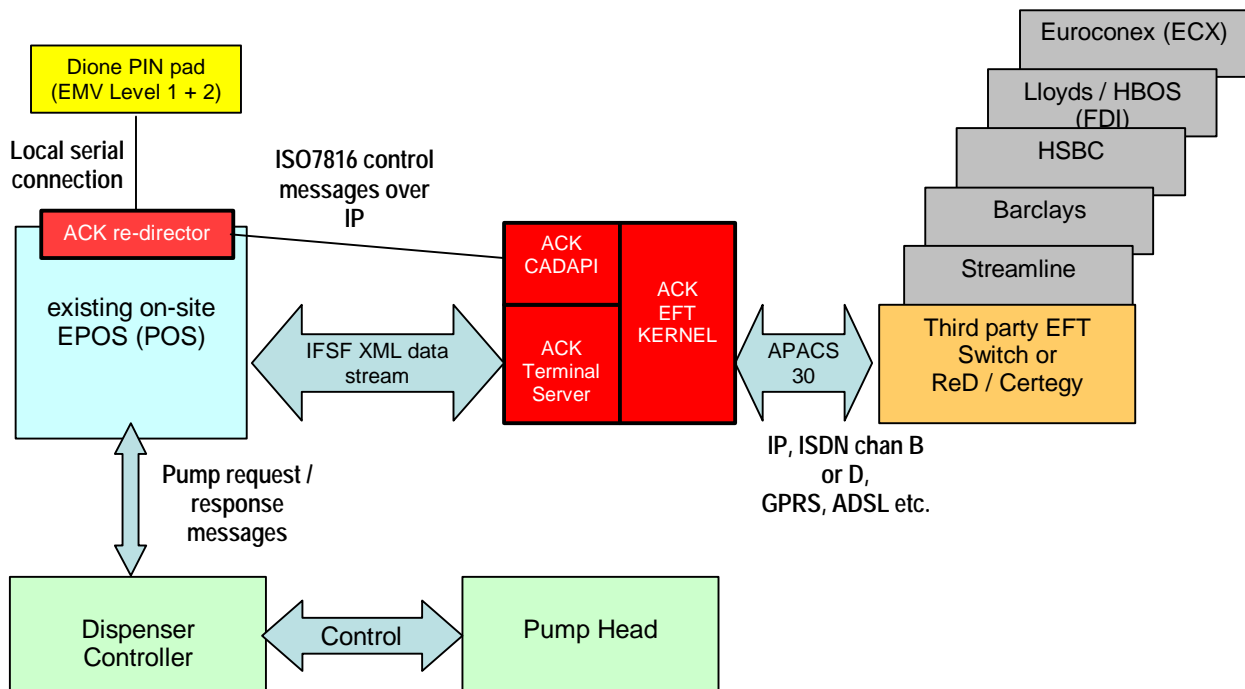 Euroconex (ECX)
Dione PIN pad
(EMV Level 1 + 2)
Lloyds / HBOS
(FDI)
Local serial
connection
ISO7816 control
messages over
IP
HSBC
Barclays
ACK re-director
ACK
CADAPI
Streamline
existing on-site
EPOS (POS)
ACK
EFT
KERNEL
IFSF XML data
stream
ACK
Terminal
Server
APACS
30
Third party EFT
Switch or
ReD / Certegy
Pump request /
response
messages
IP, ISDN chan B
or D,
GPRS, ADSL etc.
Dispenser
Controller
Control
Pump Head